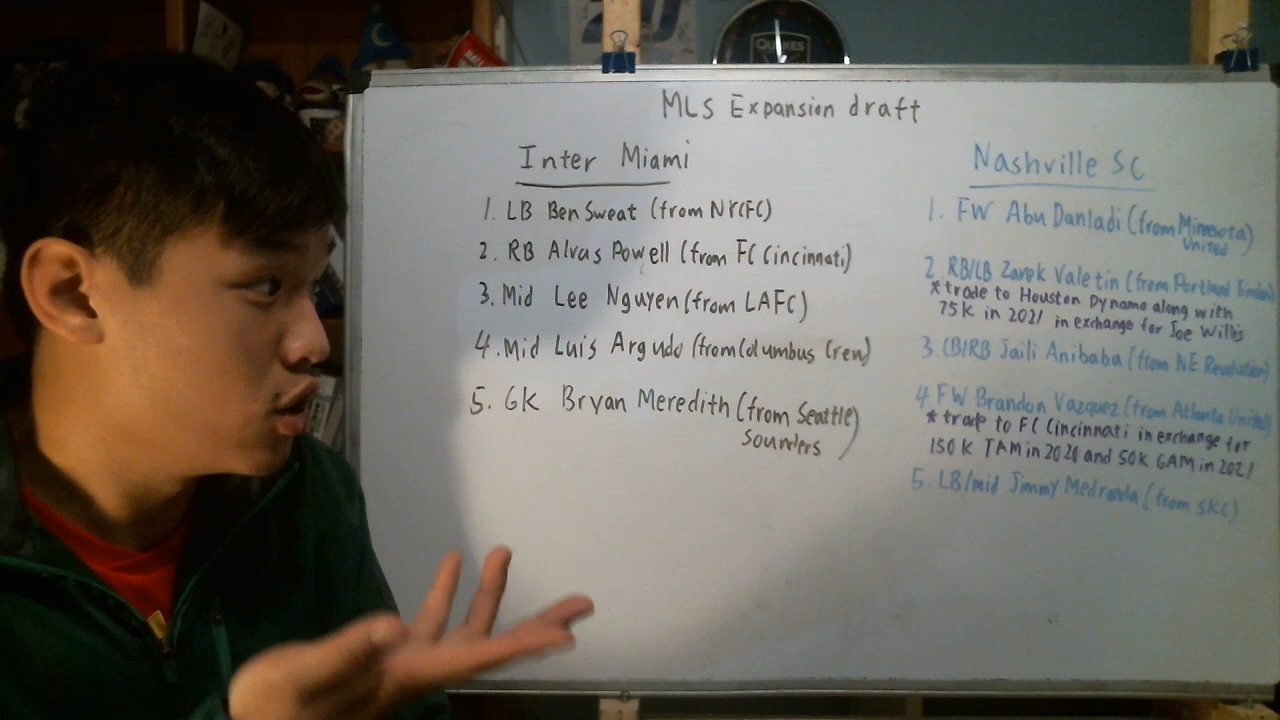 QUAKES
MLS Expansion draft
Inter Miami
1. LB Ben Sweat (from NYCFC)
2. RB Alvas Powell (from FC Cincinnati)
3. Mid Lee Nguyen (from LAFC)
4. Mid Luis Argudo (from Columbus Crew)
5. GK Bryan Meredith (from Seattle
Sounders)
Nashville SC
1. FW Abu Danladi (from Minnesota
United)
2. RB/LB Zarek Valetin (from Portland Timbers)
* trade to Houston Dynamo along with
75K in 2021 in exchange for Joe Willis
3. CB/RB Jalil Anibaba (from NE Revolution)
4. FW Brandon Vazquez (from Atlanta United)
* trade to FC Cincinnati in exchange for
150K TAM in 2020 and 50K GAM in 2021
5. LB/mid Jimmy Medranda (from SKC)